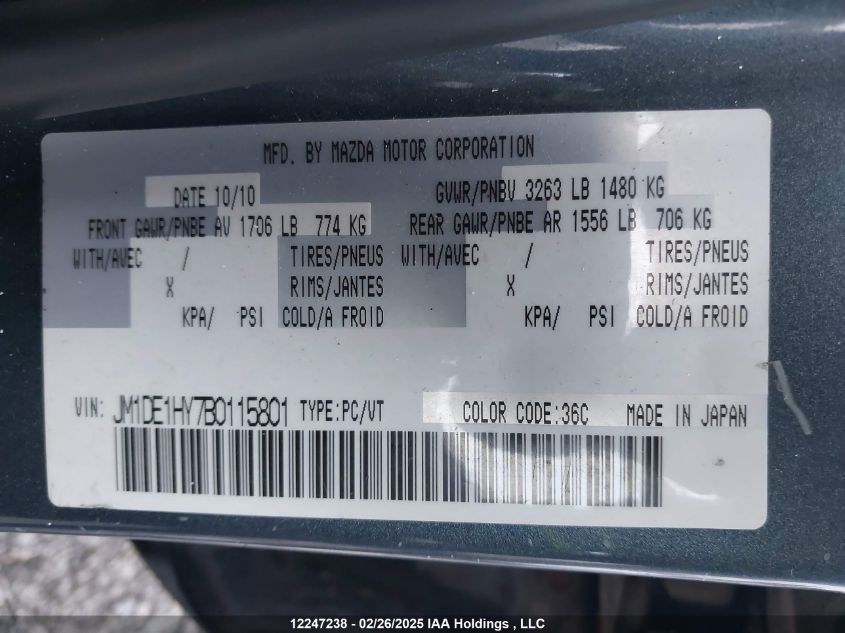 MFD. BY MAZDA MOTOR CORPORATION
DATE 10/10 GVWR/PNBV 3263 LB 1480 KG
FRONT GAWR/PNBE AV 1706 LB 774 KG REAR GAWR/PNBE AR 1556 LB 706 KG
WITH/AVEC / TIRES/PNEUS WITH/AVEC / TIRES/PNEUS
X RIMS/JANTES X RIMS/JANTES
KPA/ PSI COLD/A FROID KPA/ PSI COLD/A FROID
VIN: JM1DE1HY7B0115801 TYPE:PC/VT COLOR CODE:36C MADE IN JAPAN
12247238 - 02/26/2025 IAA Holdings , LLC